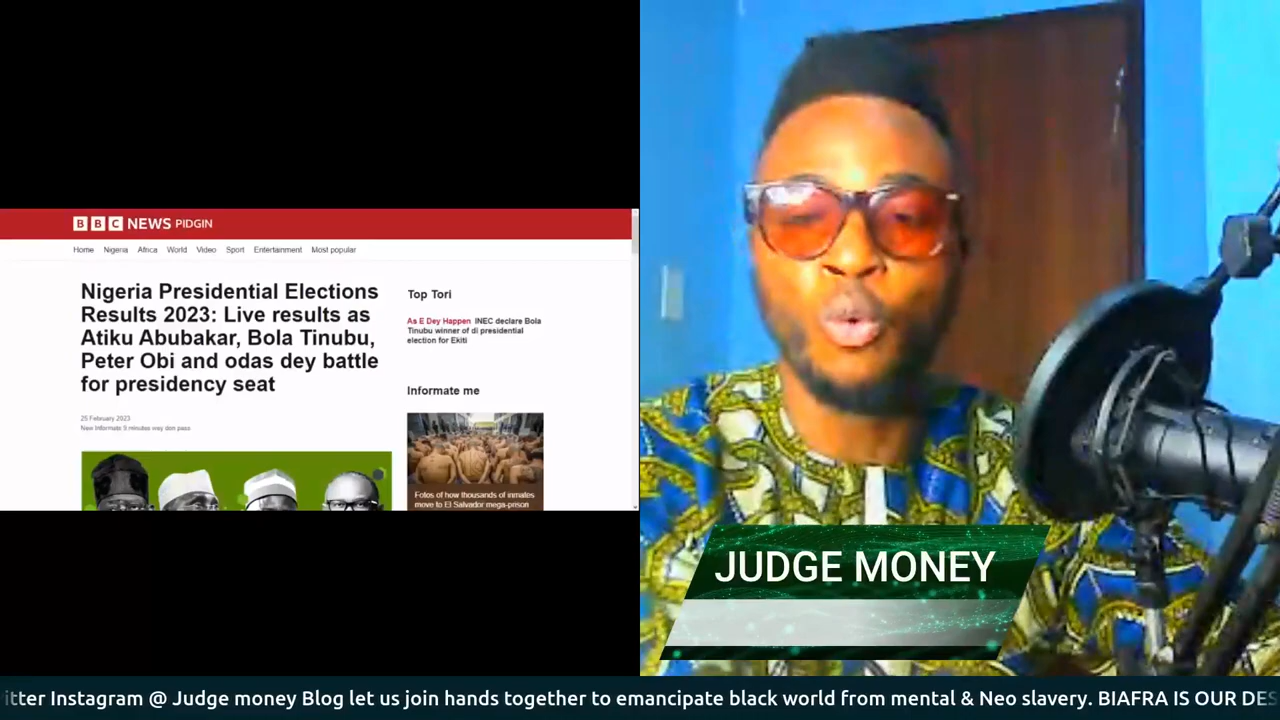 BBC NEWS PIDGIN
Home Nigeria Africa World Video Sport Entertainment Most popular
Nigeria Presidential Elections
Results 2023: Live results as
Atiku Abubakar, Bola Tinubu,
Peter Obi and odas dey battle
for presidency seat
25 February 2023
New Informate 9 minutes wey don pass
Top Tori
As E Dey Happen INEC declare Bola
Tinubu winner of di presidential
election for Ekiti
Informate me
Fotos of how thousands of inmates
move to El Salvador mega-prison
JUDGE MONEY
itter Instagram @ Judge money Blog let us join hands together to emancipate black world from mental & Neo slavery. BIAFRA IS OUR DES